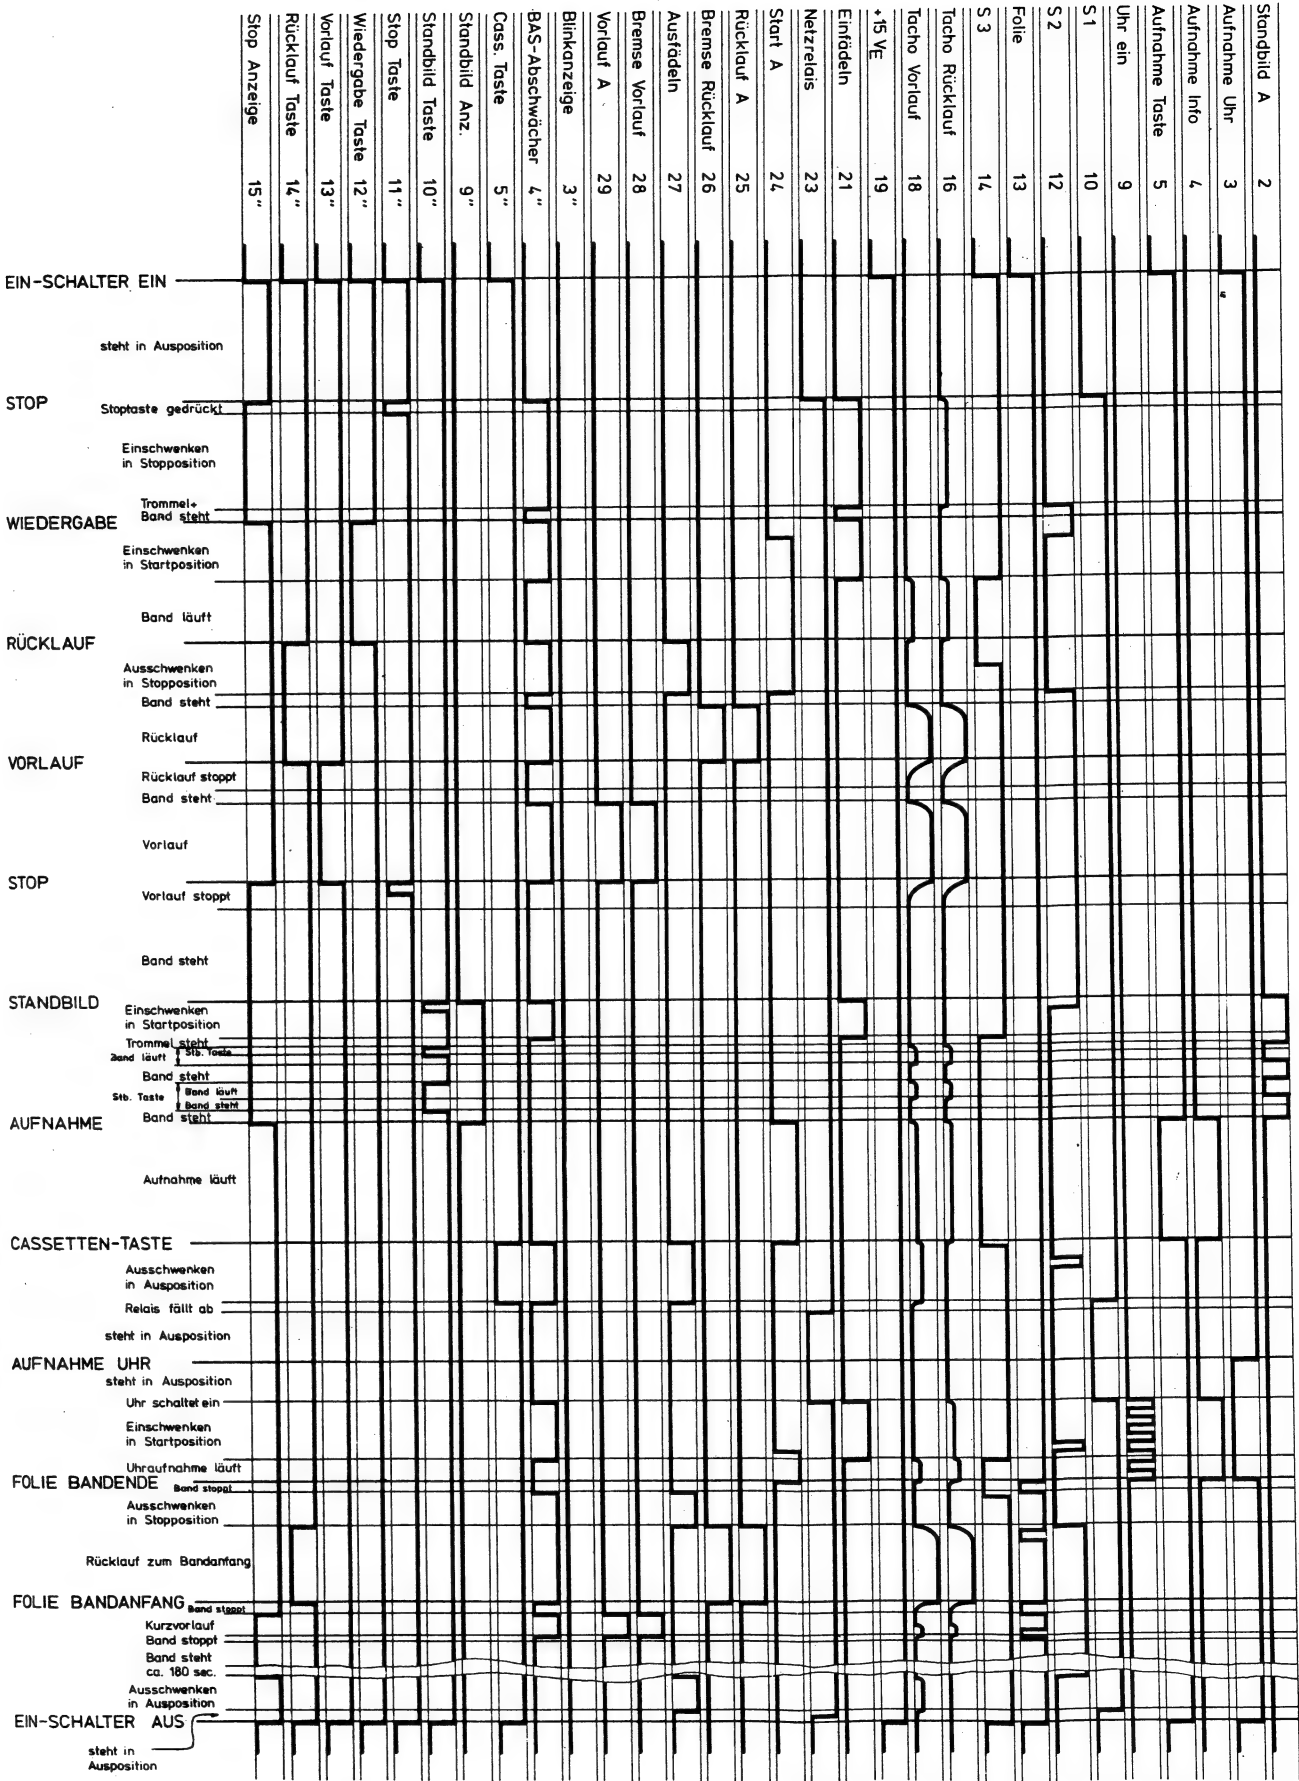 Stop Anzeige 15"
Rücklauf Taste 14"
Vorlauf Taste 13"
Wiedergabe Taste 12"
Stop Taste 11"
Standbild Taste 10"
Standbild Anz. 9"
Cass. Taste 5"
BAS-Abschwächer 4"
Blinkanzeige 3"
Vorlauf A 29
Bremse Vorlauf 28
Ausfädeln 27
Bremse Rücklauf 26
Rücklauf A 25
Start A 24
Netzrelais 23
Einfädeln 21
+15 VE 19
Tacho Vorlauf 18
Tacho Rücklauf 16
S 3 14
Folie 13
S 2 12
S1 10
Uhr ein 9
Aufnahme Taste 5
Aufnahme Info 4
Aufnahme Uhr 3
Standbild A 2
EIN-SCHALTER EIN
steht in Ausposition
STOP
Stoptaste gedrückt
Einschwenken
in Stopposition
Trommel+
Band steht
WIEDERGABE
Einschwenken
in Startposition
Band läuft
RÜCKLAUF
Ausschwenken
in Stopposition
Band steht
Rücklauf
VORLAUF
Rücklauf stoppt
Band steht
Vorlauf
STOP
Vorlauf stoppt
Band steht
STANDBILD
Einschwenken
in Startposition
Trommel steht
Band läuft Stb. Taste
Band steht
Stb. Taste Band läuft
Band steht
Band steht
AUFNAHME
Aufnahme läuft
CASSETTEN-TASTE
Ausschwenken
in Ausposition
Relais fällt ab
steht in Ausposition
AUFNAHME UHR
steht in Ausposition
Uhr schaltet ein
Einschwenken
in Startposition
Uhraufnahme läuft
FOLIE BANDENDE Band stoppt
Ausschwenken
in Stopposition
Rücklauf zum Bandanfang
FOLIE BANDANFANG Band stoppt
Kurzvorlauf
Band stoppt
Band steht
ca. 180 sec.
Ausschwenken
in Ausposition
EIN-SCHALTER AUS
steht in
Ausposition